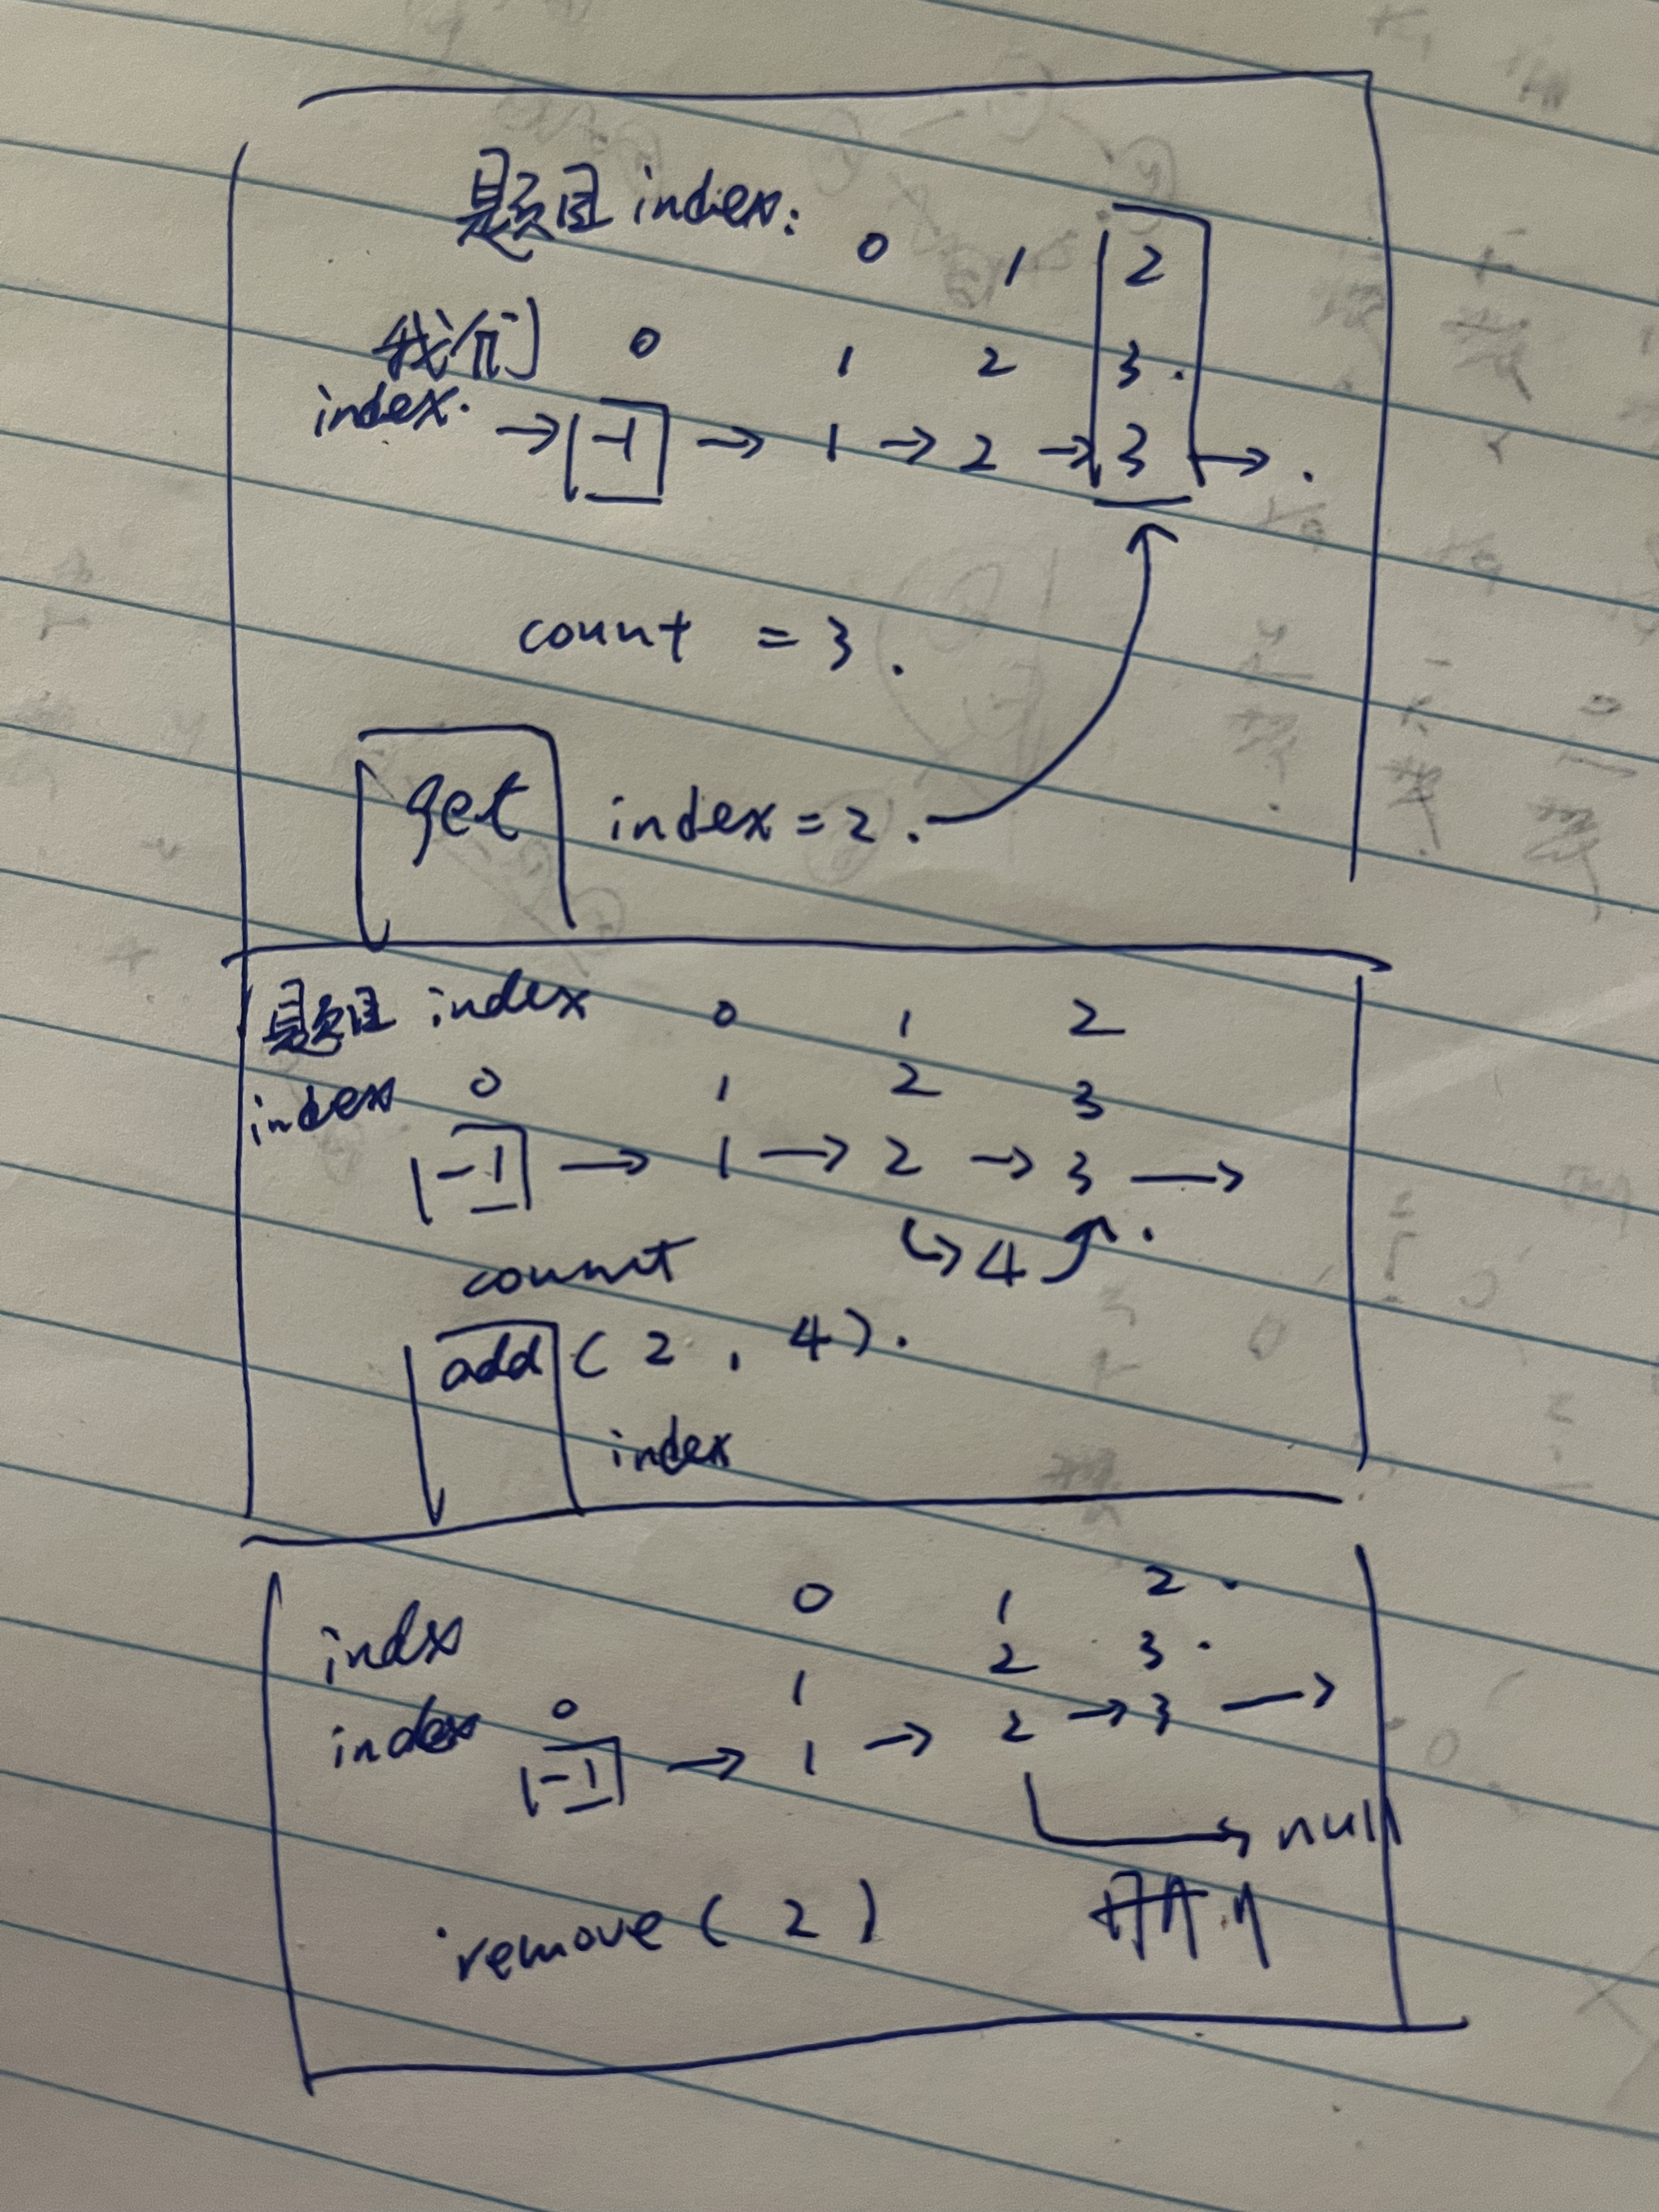 题目 index:
0 1 2
我们 0 1 2 3.
index. → -1 → 1 → 2 → 3 → .
count = 3.
get index = 2.
题目 index 0 1 2
index 0 1 2 3
-1 → 1 → 2 → 3 →
↳ 4
count
add ( 2 , 4 ).
index
indx 0 1 2.
index 0 1 2 3.
-1 → 1 → 2 → 3 →
null
remove ( 2 )